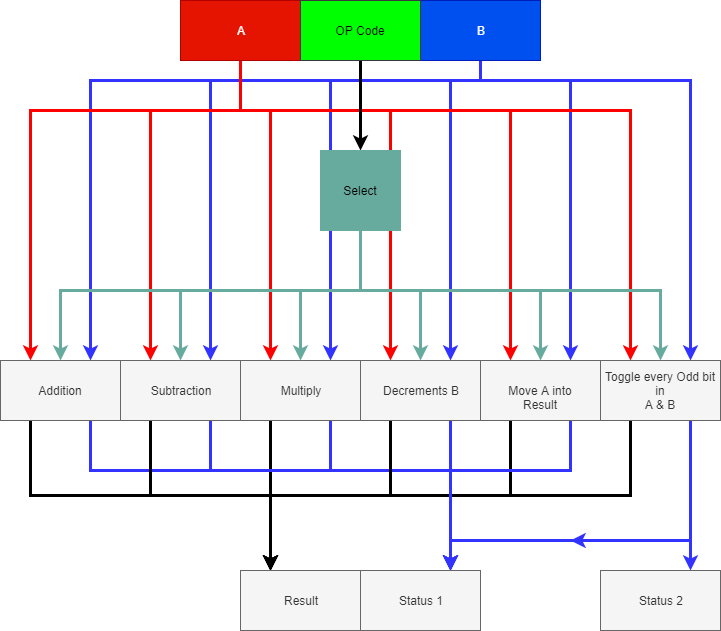 A
OP Code
B
Select
Addition
Subtraction
Multiply
Decrements B
Move A into
Result
Toggle every Odd bit
in
A & B
Result
Status 1
Status 2